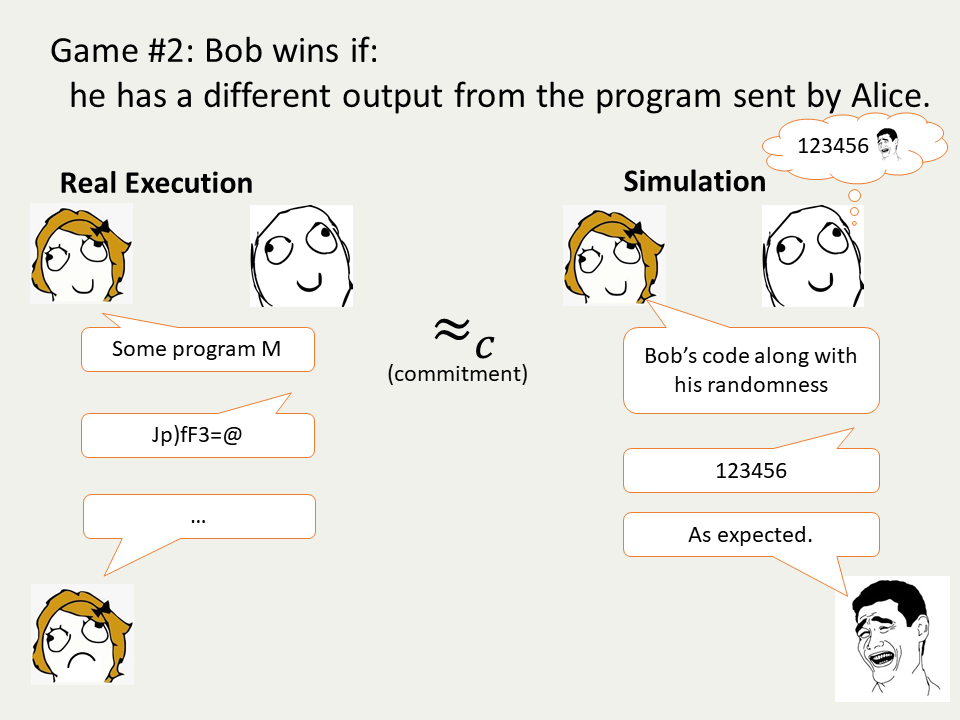 Game #2: Bob wins if:
he has a different output from the program sent by Alice.
123456
Real Execution
Simulation
Some program M
Jp)fF3=@
…
≈c
(commitment)
Bob’s code along with
his randomness
123456
As expected.